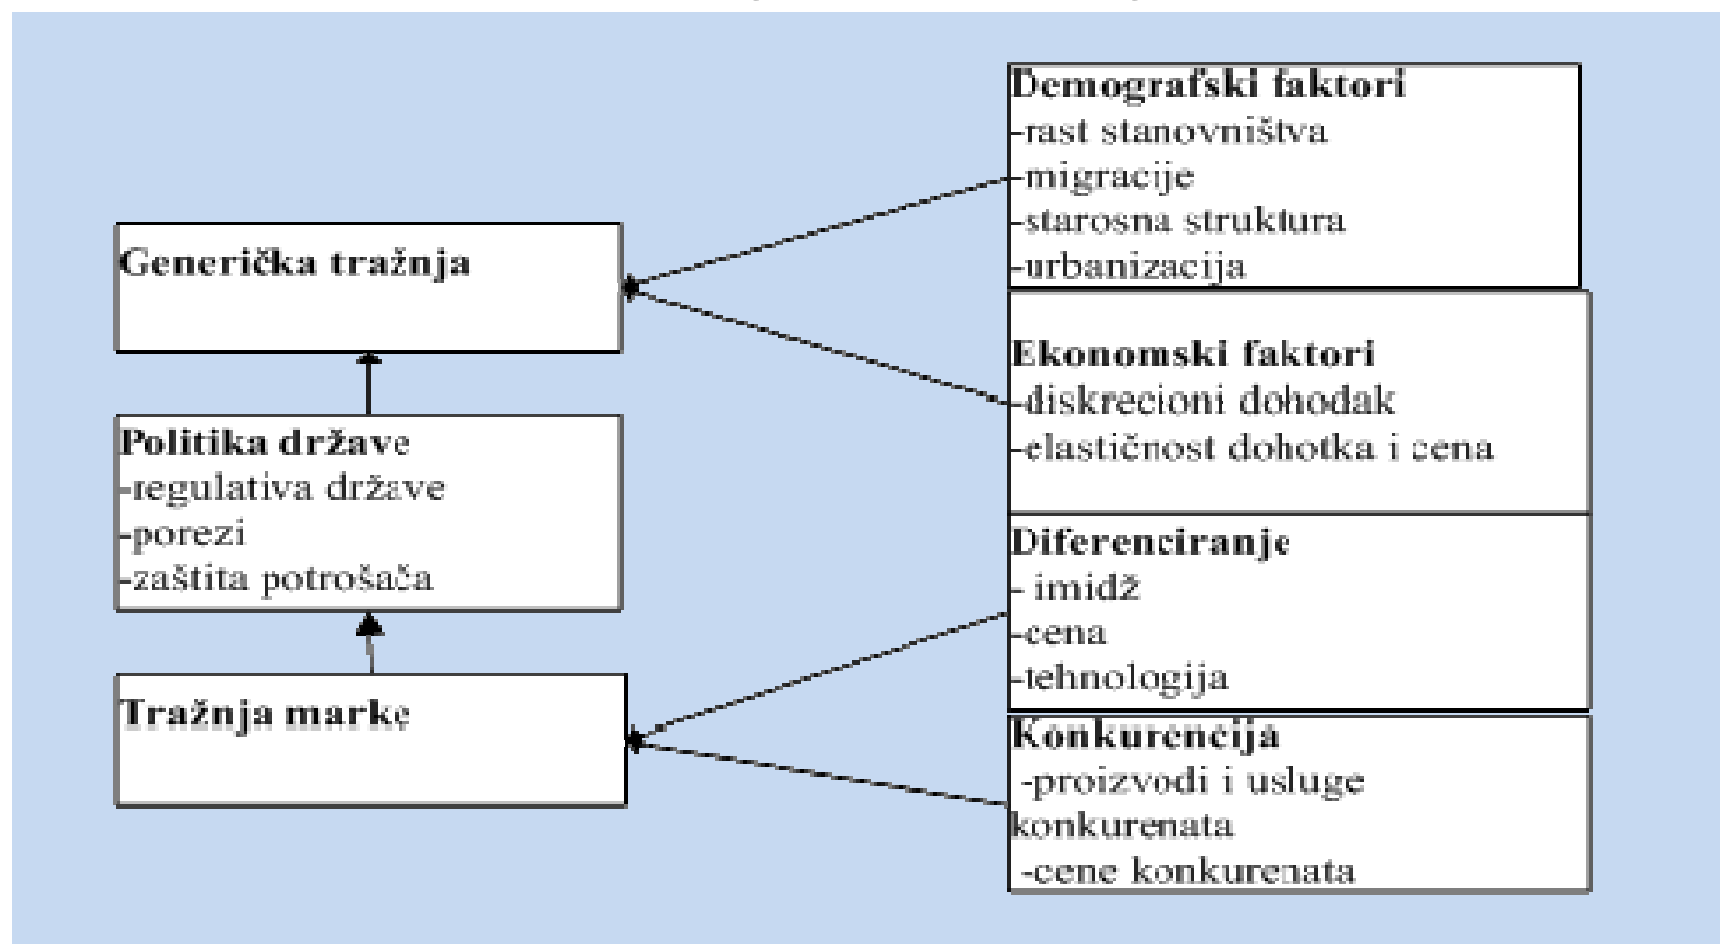 Generička tražnja
Politika države
-regulativa države
-porezi
-zaštita potrošača
Tražnja marke
Demografski faktori
-rast stanovništva
-migracije
-starosna struktura
-urbanizacija
Ekonomski faktori
-diskrecioni dohodak
-elastičnost dohotka i cena
Diferenciranje
- imidž
-cena
-tehnologija
Konkurencija
-proizvodi i usluge
konkurenata
-cene konkurenata